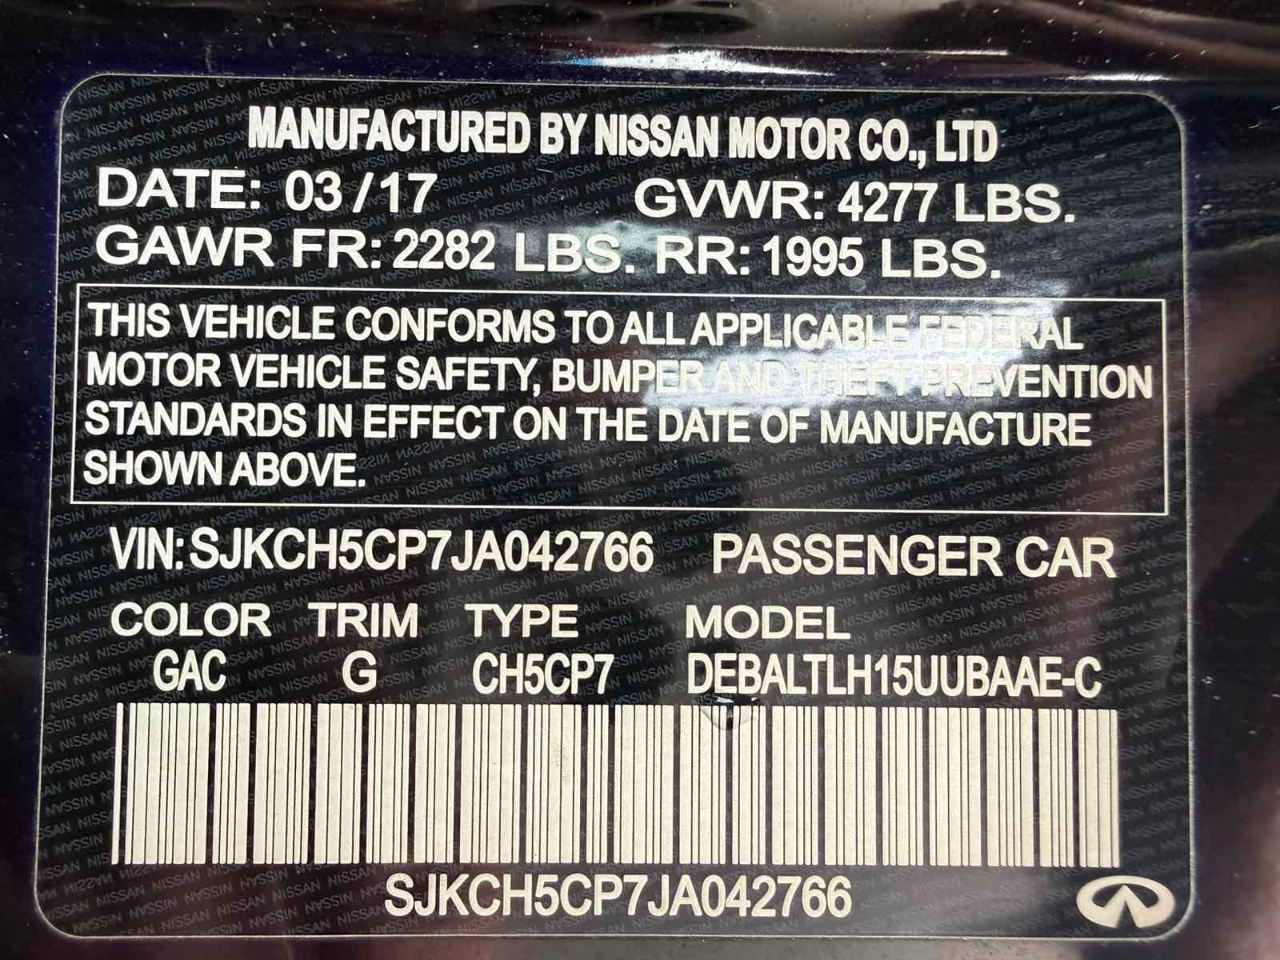 MANUFACTURED BY NISSAN MOTOR CO., LTD
DATE: 03/17 GVWR: 4277 LBS.
GAWR FR: 2282 LBS. RR: 1995 LBS.
THIS VEHICLE CONFORMS TO ALL APPLICABLE FEDERAL
MOTOR VEHICLE SAFETY, BUMPER AND THEFT PREVENTION
STANDARDS IN EFFECT ON THE DATE OF MANUFACTURE
SHOWN ABOVE.
VIN: SJKCH5CP7JA042766 PASSENGER CAR
COLOR TRIM TYPE MODEL
GAC G CH5CP7 DEBALTLH15UUBAAE-C
SJKCH5CP7JA042766